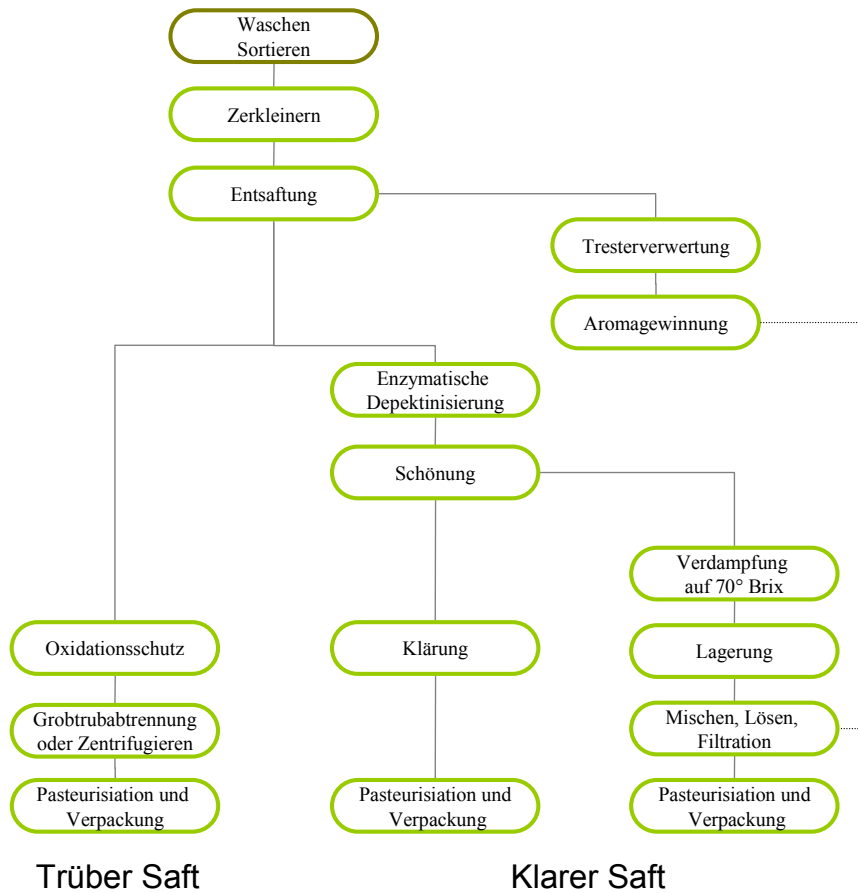 Waschen
Sortieren
Zerkleinern
Entsaftung
Tresterverwertung
Aromagewinnung
Enzymatische
Depektinisierung
Schönung
Verdampfung
auf 70° Brix
Oxidationsschutz
Klärung
Lagerung
Grobtrubabtrennung
oder Zentrifugieren
Mischen, Lösen,
Filtration
Pasteurisiation und
Verpackung
Pasteurisiation und
Verpackung
Pasteurisiation und
Verpackung
Trüber Saft
Klarer Saft